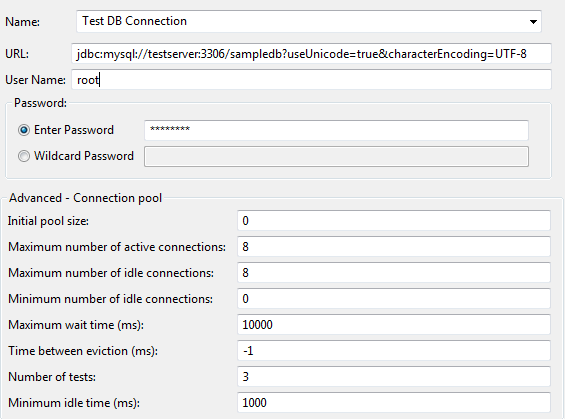 Name: Test DB Connection
URL: jdbc:mysql://testserver:3306/sampledb?useUnicode=true&characterEncoding=UTF-8
User Name: root
Password:
Enter Password ********
Wildcard Password
Advanced - Connection pool
Initial pool size: 0
Maximum number of active connections: 8
Maximum number of idle connections: 8
Minimum number of idle connections: 0
Maximum wait time (ms): 10000
Time between eviction (ms): -1
Number of tests: 3
Minimum idle time (ms): 1000